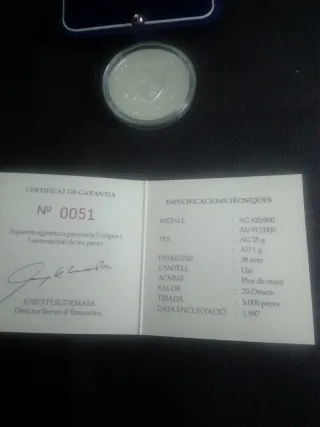 CERTIFICAT DE GARANTIA
Nº 0051
Aquesta signatura garanteix l'origen i
l'autenticitat de les peces
JORDI PUIGDEMASA
Director Servei d'Emissions
ESPECIFICACIONS TÈCNIQUES
METALL : AG 925/000
AU 917/000
PES : AG 25 g
AU 1 g
DIÀMETRE : 38 mm
CANTELL : Llis
ACABAT : Flor de cuny
VALOR : 20 Diners
TIRADA : 5.000 peces
DATA ENCUNYACIÓ : 1.997